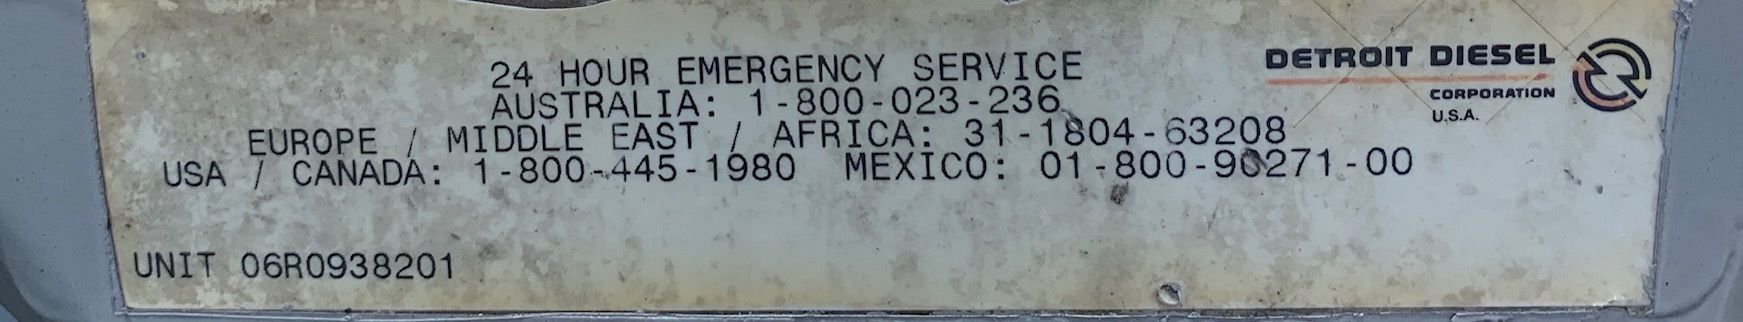 24 HOUR EMERGENCY SERVICE
AUSTRALIA: 1-800-023-236
EUROPE / MIDDLE EAST / AFRICA: 31-1804-63208
USA / CANADA: 1-800-445-1980 MEXICO: 01-800-90271-00
DETROIT DIESEL
CORPORATION
U.S.A.
UNIT 06R0938201